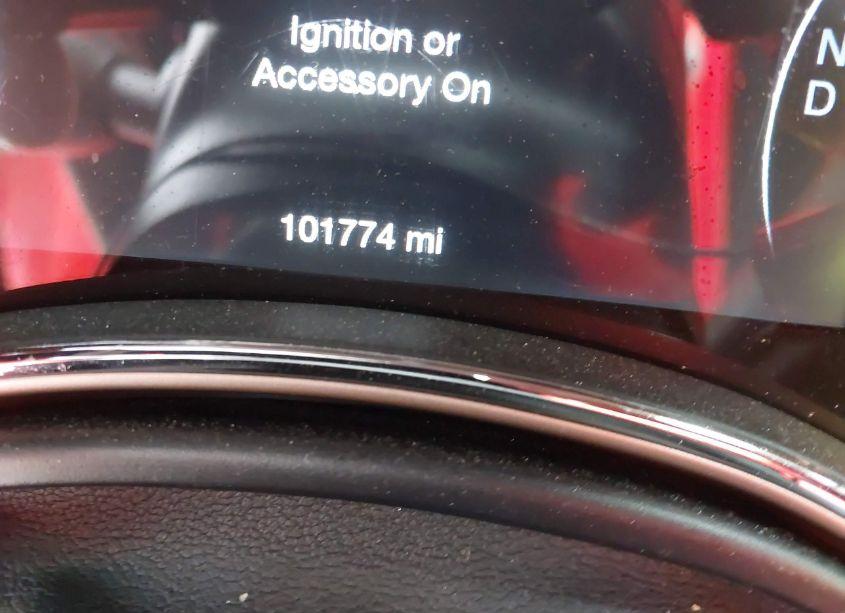 Ignition or
Accessory On
N
D
101774 mi